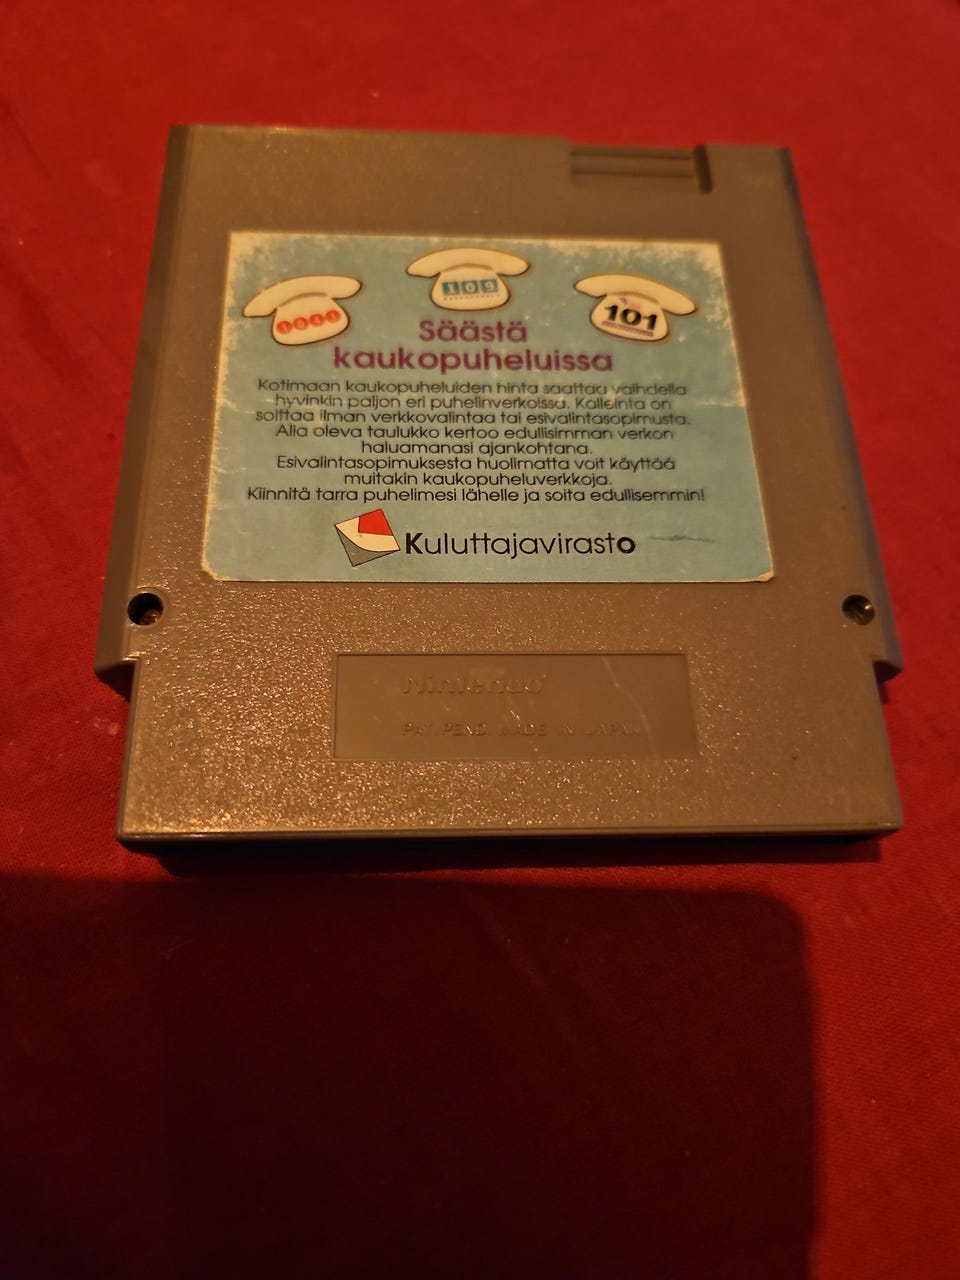 1041
109
101
Säästä
kaukopuheluissa
Kotimaan kaukopuheluiden hinta saattaa vaihdella
hyvinkin paljon eri puhelinverkoissa. Kalleinta on
soittaa ilman verkkovalintaa tai esivalintasopimusta.
Alla oleva taulukko kertoo edullisimman verkon
haluamanasi ajankohtana.
Esivalintasopimuksesta huolimatta voit käyttää
muitakin kaukopuheluverkkoja.
Kiinnitä tarra puhelimesi lähelle ja soita edullisemmin!
Kuluttajavirasto
Nintendo
PAT. PEND. MADE IN JAPAN